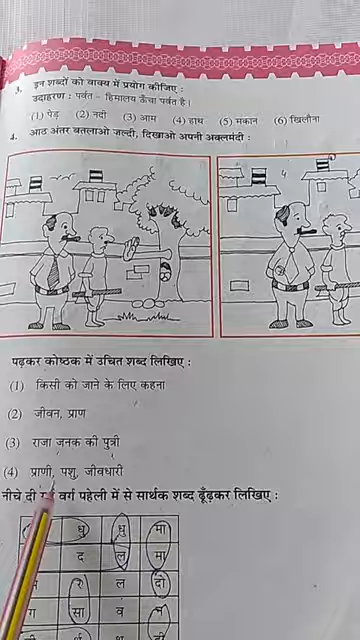 3. इन शब्दों को वाक्य में प्रयोग कीजिए :
उदाहरण : पर्वत - हिमालय ऊँचा पर्वत है।
(1) पेड़ (2) नदी (3) आम (4) हाथ (5) मकान (6) खिलौना
4. आठ अंतर बतलाओ जल्दी, दिखाओ अपनी अक्लमंदी :
पढ़कर कोष्ठक में उचित शब्द लिखिए :
(1) किसी को जाने के लिए कहना
(2) जीवन, प्राण
(3) राजा जनक की पुत्री
(4) प्राणी, पशु, जीवधारी
नीचे दी वर्ग पहेली में से सार्थक शब्द ढूँढ़कर लिखिए :
धु धु मा
द ल मा
र ल दो
ग सा व